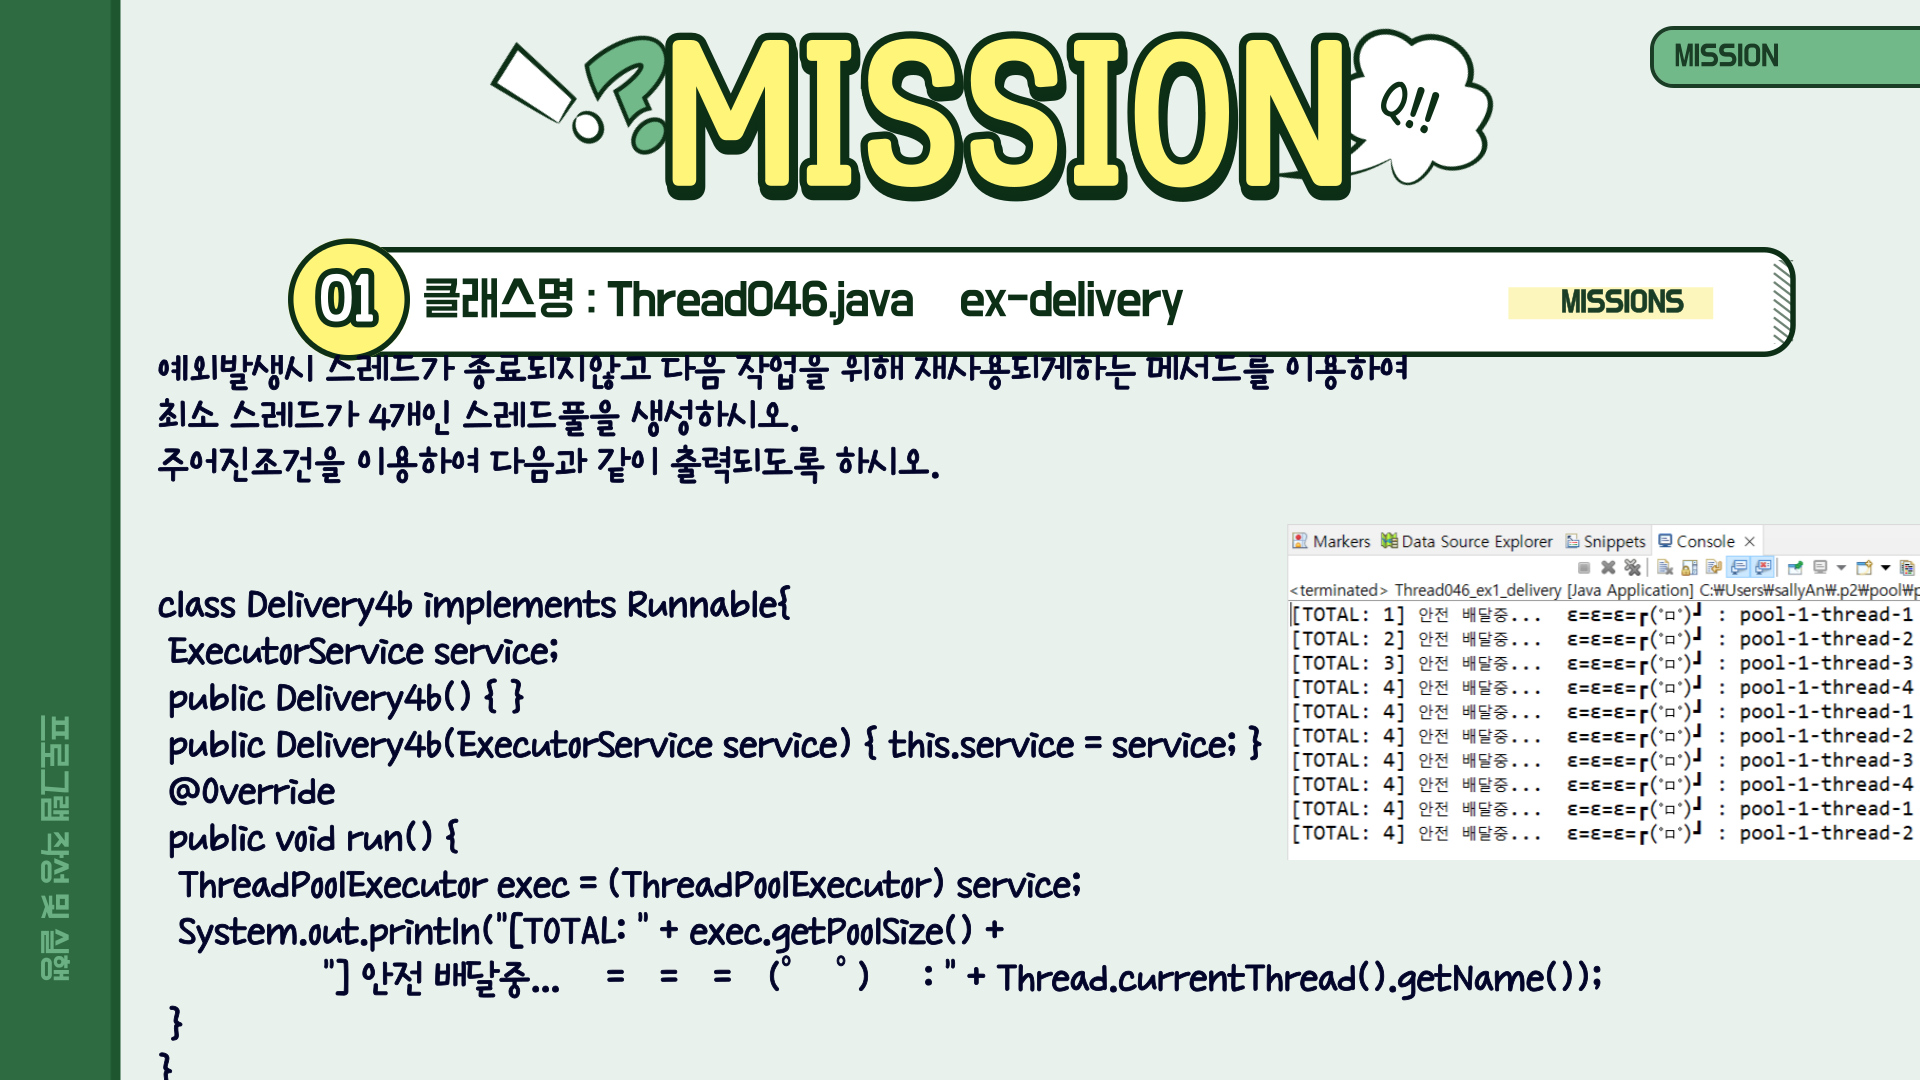 MISSION
Q!!
MISSION
01
클래스명 : Thread046.java ex-delivery
MISSIONS
예외발생시 스레드가 종료되지않고 다음 작업을 위해 재사용되게하는 메서드를 이용하여
최소 스레드가 4개인 스레드풀을 생성하시오.
주어진조건을 이용하여 다음과 같이 출력되도록 하시오.
class Delivery4b implements Runnable{
ExecutorService service;
public Delivery4b() { }
public Delivery4b(ExecutorService service) { this.service = service; }
@Override
public void run() {
ThreadPoolExecutor exec = (ThreadPoolExecutor) service;
System.out.println("[TOTAL: " + exec.getPoolSize() +
"] 안전 배달중... = = = (ﾟ ﾟ) : " + Thread.currentThread().getName());
}
}
Markers Data Source Explorer Snippets Console
<terminated> Thread046_ex1_delivery [Java Application] C:₩Users₩sallyAn₩.p2₩pool₩p
[TOTAL: 1] 안전 배달중... ε=ε=ε=┏(ﾟロﾟ)┛ : pool-1-thread-1
[TOTAL: 2] 안전 배달중... ε=ε=ε=┏(ﾟロﾟ)┛ : pool-1-thread-2
[TOTAL: 3] 안전 배달중... ε=ε=ε=┏(ﾟロﾟ)┛ : pool-1-thread-3
[TOTAL: 4] 안전 배달중... ε=ε=ε=┏(ﾟロﾟ)┛ : pool-1-thread-4
[TOTAL: 4] 안전 배달중... ε=ε=ε=┏(ﾟロﾟ)┛ : pool-1-thread-1
[TOTAL: 4] 안전 배달중... ε=ε=ε=┏(ﾟロﾟ)┛ : pool-1-thread-2
[TOTAL: 4] 안전 배달중... ε=ε=ε=┏(ﾟロﾟ)┛ : pool-1-thread-3
[TOTAL: 4] 안전 배달중... ε=ε=ε=┏(ﾟロﾟ)┛ : pool-1-thread-4
[TOTAL: 4] 안전 배달중... ε=ε=ε=┏(ﾟロﾟ)┛ : pool-1-thread-1
[TOTAL: 4] 안전 배달중... ε=ε=ε=┏(ﾟロﾟ)┛ : pool-1-thread-2
프로그램 작성 및 실행